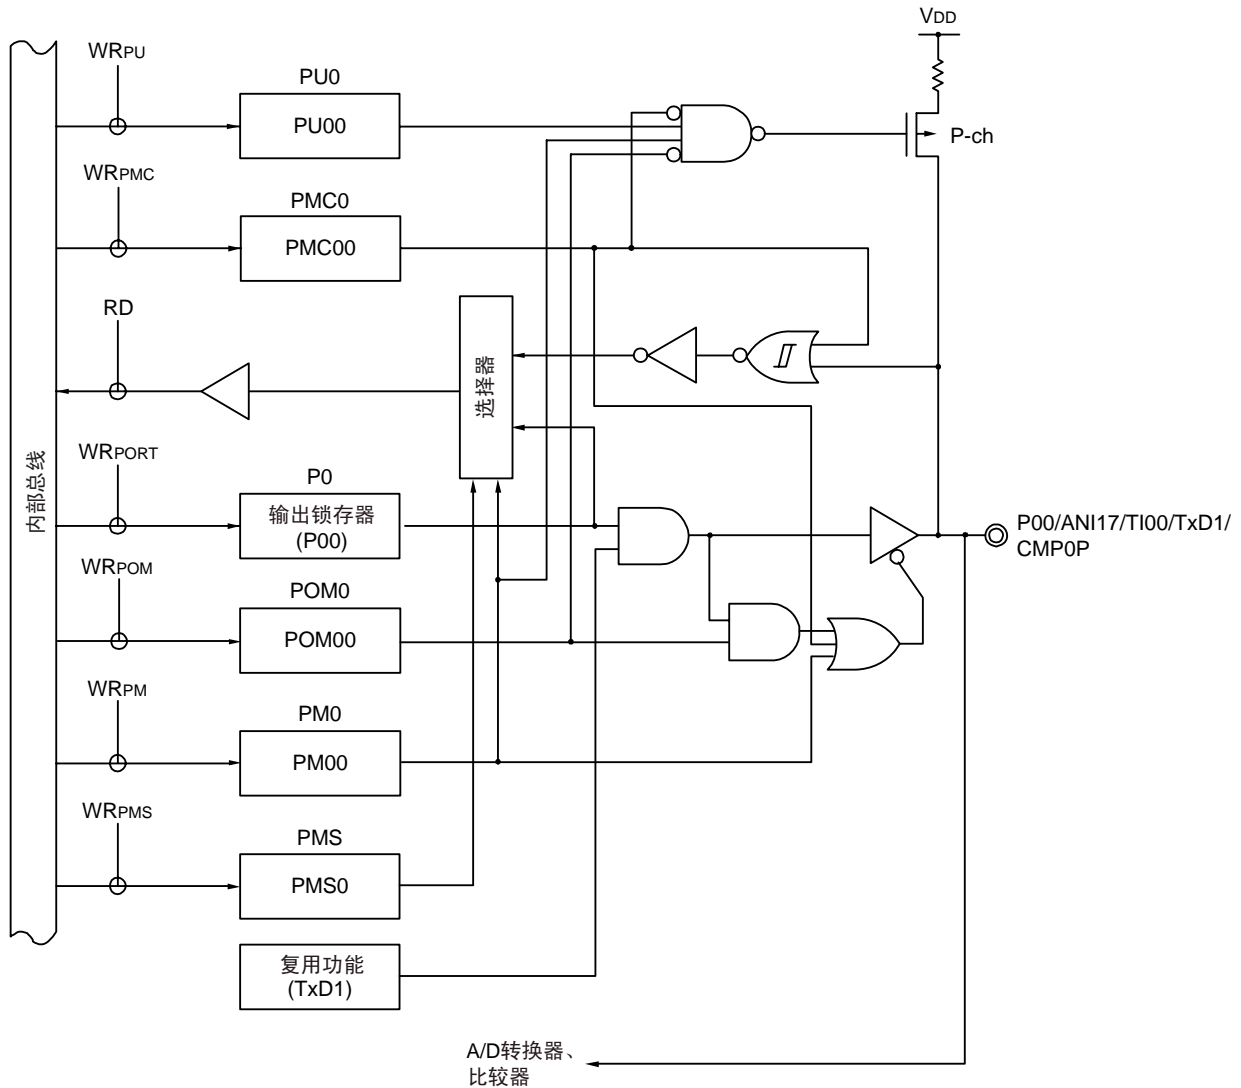 VDD
WRPU
PU0
PU00
P-ch
WRPMC
PMC0
PMC00
RD
选择器
WRPORT
P0
输出锁存器
(P00)
内部总线
P00/ANI17/TI00/TxD1/
CMP0P
WRPOM
POM0
POM00
WRPM
PM0
PM00
WRPMS
PMS
PMS0
复用功能
(TxD1)
A/D转换器、
比较器